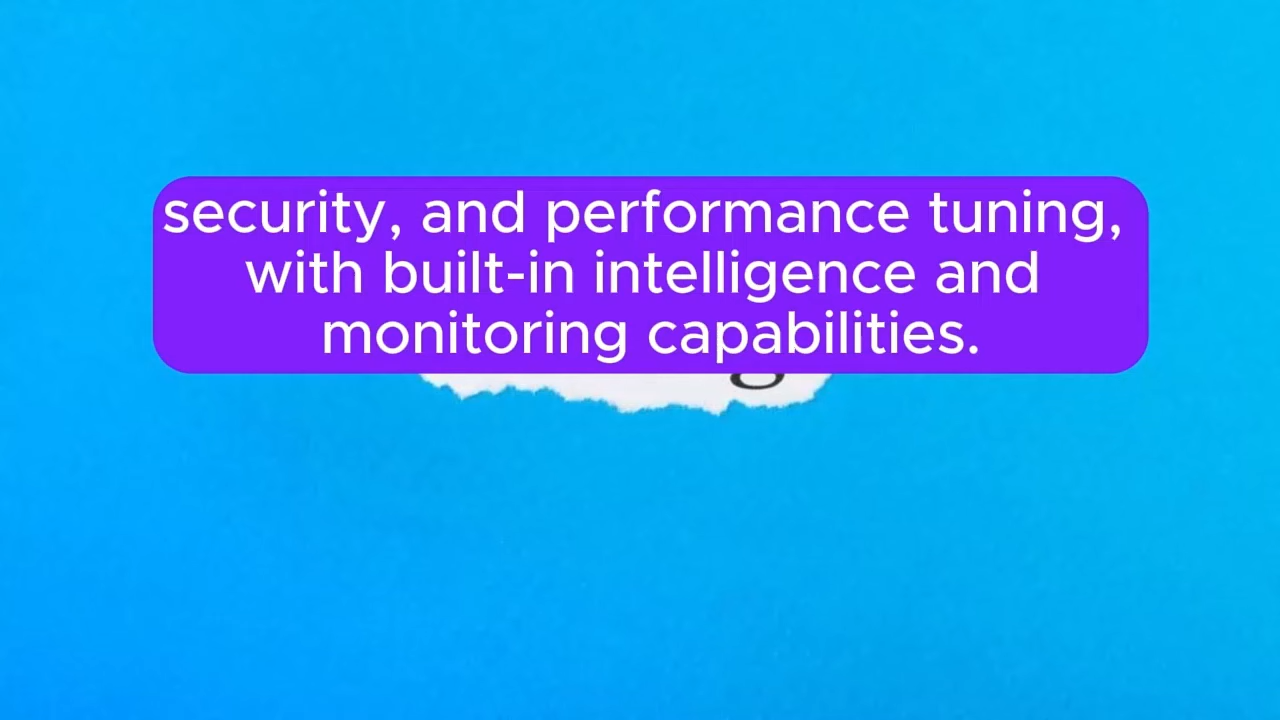 security, and performance tuning,
with built-in intelligence and
monitoring capabilities.